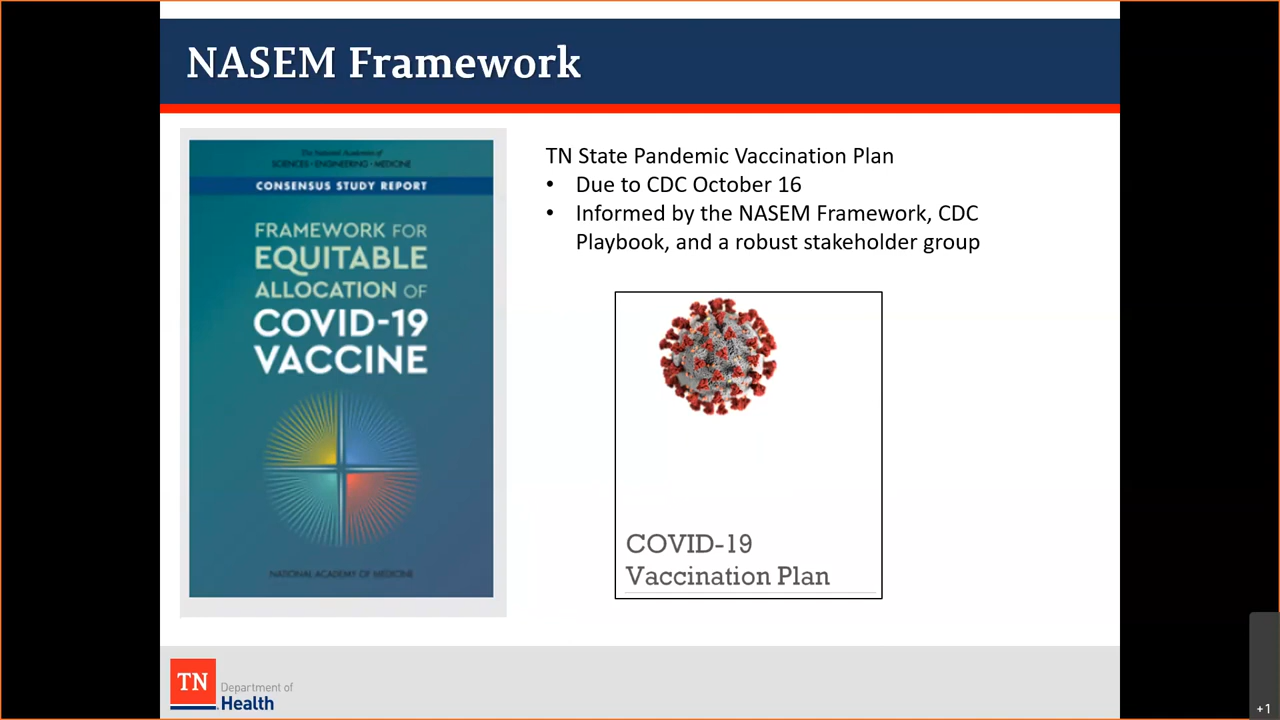 NASEM Framework
The National Academies of
SCIENCES • ENGINEERING • MEDICINE
CONSENSUS STUDY REPORT
FRAMEWORK FOR
EQUITABLE
ALLOCATION OF
COVID-19
VACCINE
NATIONAL ACADEMY OF MEDICINE
TN State Pandemic Vaccination Plan
• Due to CDC October 16
• Informed by the NASEM Framework, CDC
Playbook, and a robust stakeholder group
COVID-19
Vaccination Plan
TN
Department of
Health
+1